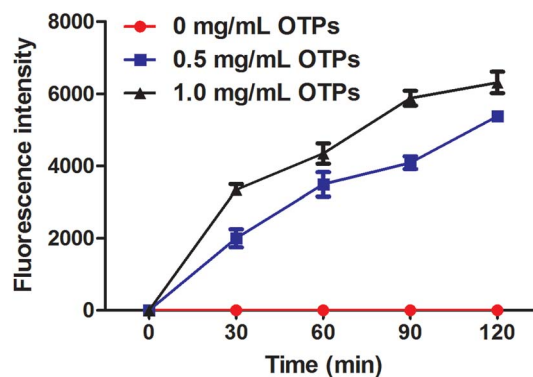 8000
6000
4000
2000
0
Fluorescence intensity
0 mg/mL OTPs
0.5 mg/mL OTPs
1.0 mg/mL OTPs
0 30 60 90 120
Time (min)